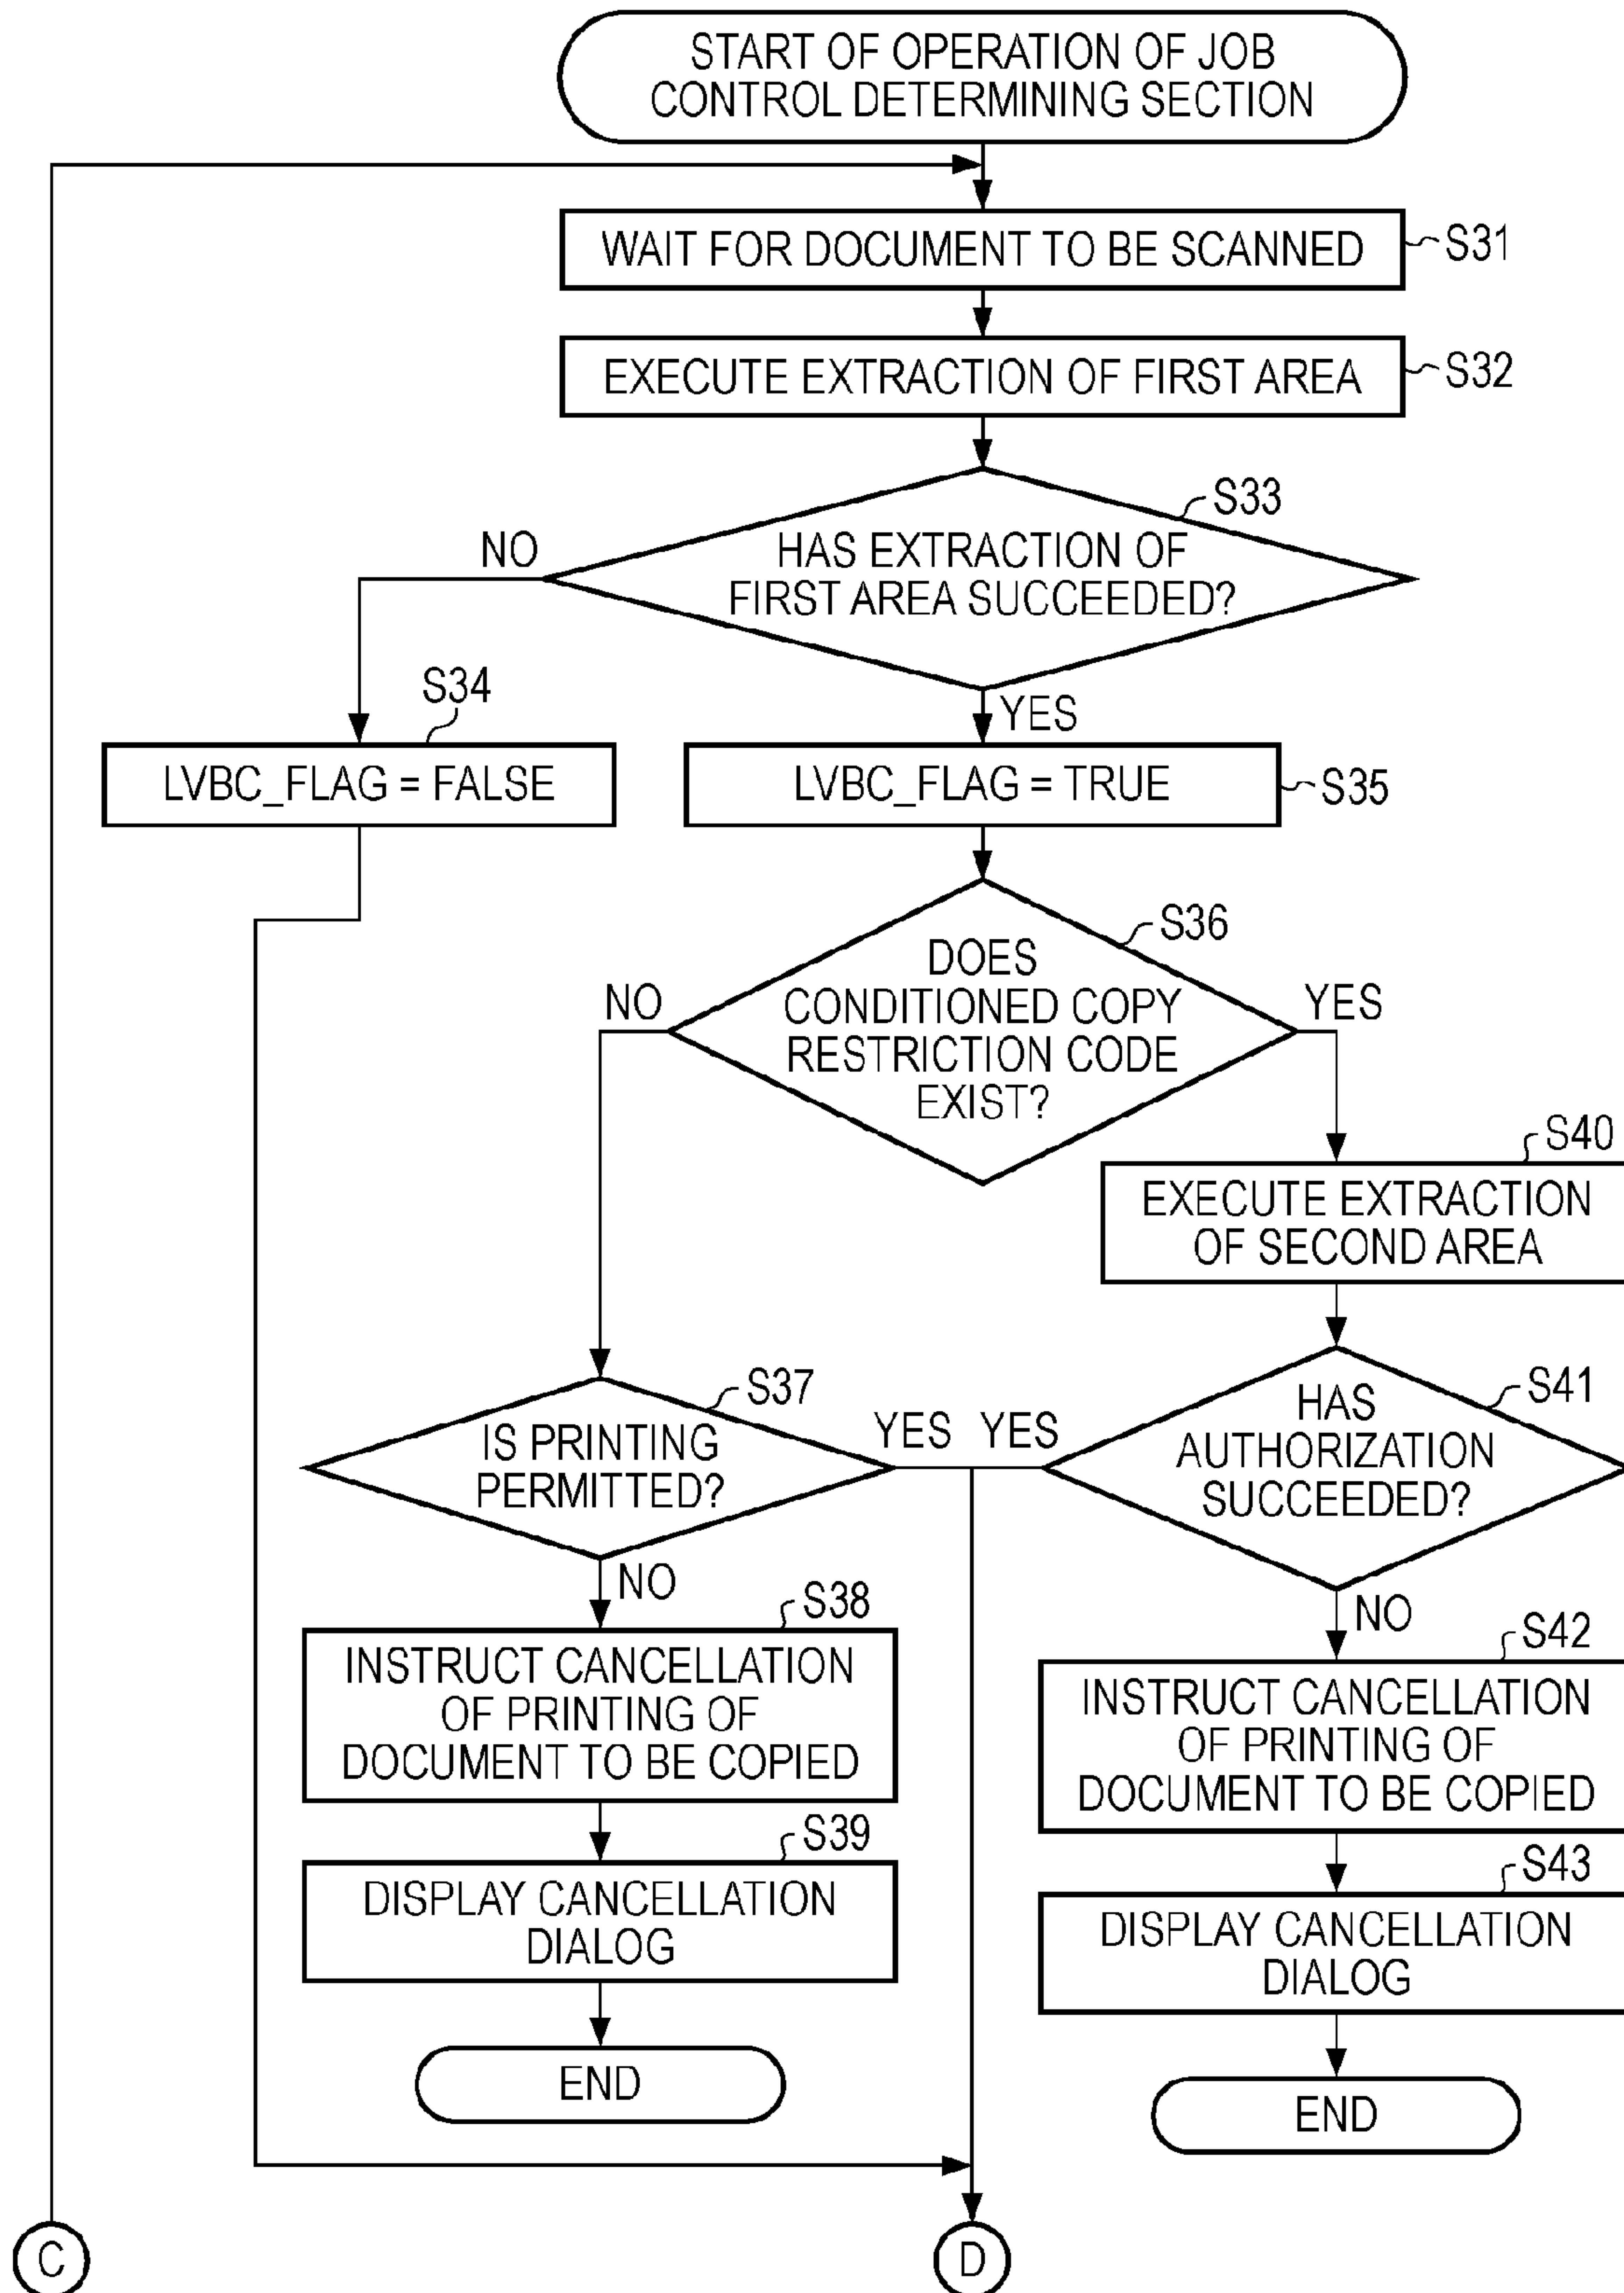 START OF OPERATION OF JOB
CONTROL DETERMINING SECTION
WAIT FOR DOCUMENT TO BE SCANNED
S31
EXECUTE EXTRACTION OF FIRST AREA
S32
S33
NO
HAS EXTRACTION OF
FIRST AREA SUCCEEDED?
S34
YES
LVBC_FLAG = FALSE
LVBC_FLAG = TRUE
S35
S36
NO
DOES
CONDITIONED COPY
RESTRICTION CODE
EXIST?
YES
S40
EXECUTE EXTRACTION
OF SECOND AREA
S37
IS PRINTING
PERMITTED?
YES
YES
S41
HAS
AUTHORIZATION
SUCCEEDED?
NO
NO
S38
INSTRUCT CANCELLATION
OF PRINTING OF
DOCUMENT TO BE COPIED
S42
INSTRUCT CANCELLATION
OF PRINTING OF
DOCUMENT TO BE COPIED
S39
DISPLAY CANCELLATION
DIALOG
S43
DISPLAY CANCELLATION
DIALOG
END
END
C
D